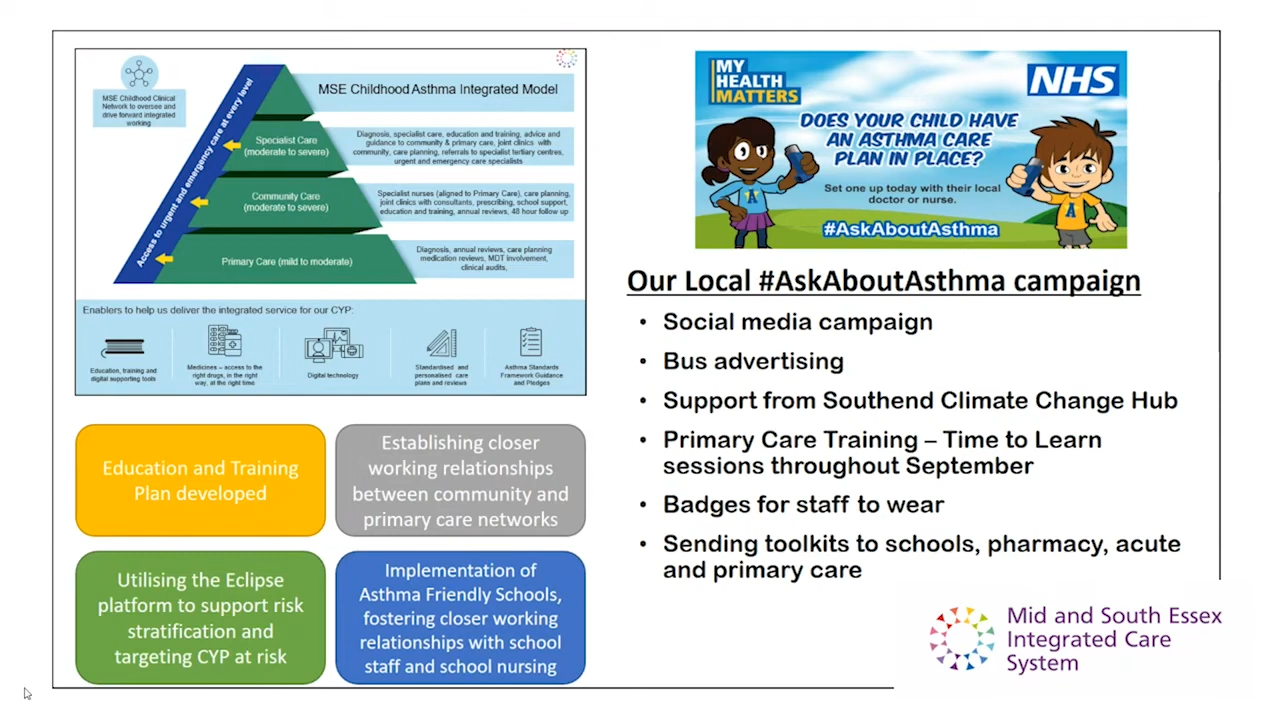 MSE Childhood Clinical
Network to oversee and
drive forward integrated
working
Access to urgent and emergency care at every level
MSE Childhood Asthma Integrated Model
Specialist Care
(moderate to severe)
Diagnosis, specialist care, education and training, advice and
guidance to community & primary care, joint clinics with
community, care planning, referrals to specialist tertiary centres,
urgent and emergency care specialists
Community Care
(moderate to severe)
Specialist nurses (aligned to Primary Care), care planning,
joint clinics with consultants, prescribing, school support,
education and training, annual reviews, 48 hour follow up
Primary Care (mild to moderate)
Diagnosis, annual reviews, care planning
medication reviews, MDT involvement,
clinical audits,
Enablers to help us deliver the integrated service for our CYP:
Education, training and
digital supporting tools
Medicines – access to the
right drugs, in the right
way, at the right time
Digital technology
Standardised and
personalised care
plans and reviews
Asthma Standards
Framework Guidance
and Pledges
Education and Training
Plan developed
Establishing closer
working relationships
between community and
primary care networks
Utilising the Eclipse
platform to support risk
stratification and
targeting CYP at risk
Implementation of
Asthma Friendly Schools,
fostering closer working
relationships with school
staff and school nursing
MY
HEALTH
MATTERS
NHS
DOES YOUR CHILD HAVE
AN ASTHMA CARE
PLAN IN PLACE?
Set one up today with their local
doctor or nurse.
#AskAboutAsthma
A
A
Our Local #AskAboutAsthma campaign
• Social media campaign
• Bus advertising
• Support from Southend Climate Change Hub
• Primary Care Training – Time to Learn
sessions throughout September
• Badges for staff to wear
• Sending toolkits to schools, pharmacy, acute
and primary care
Mid and South Essex
Integrated Care
System